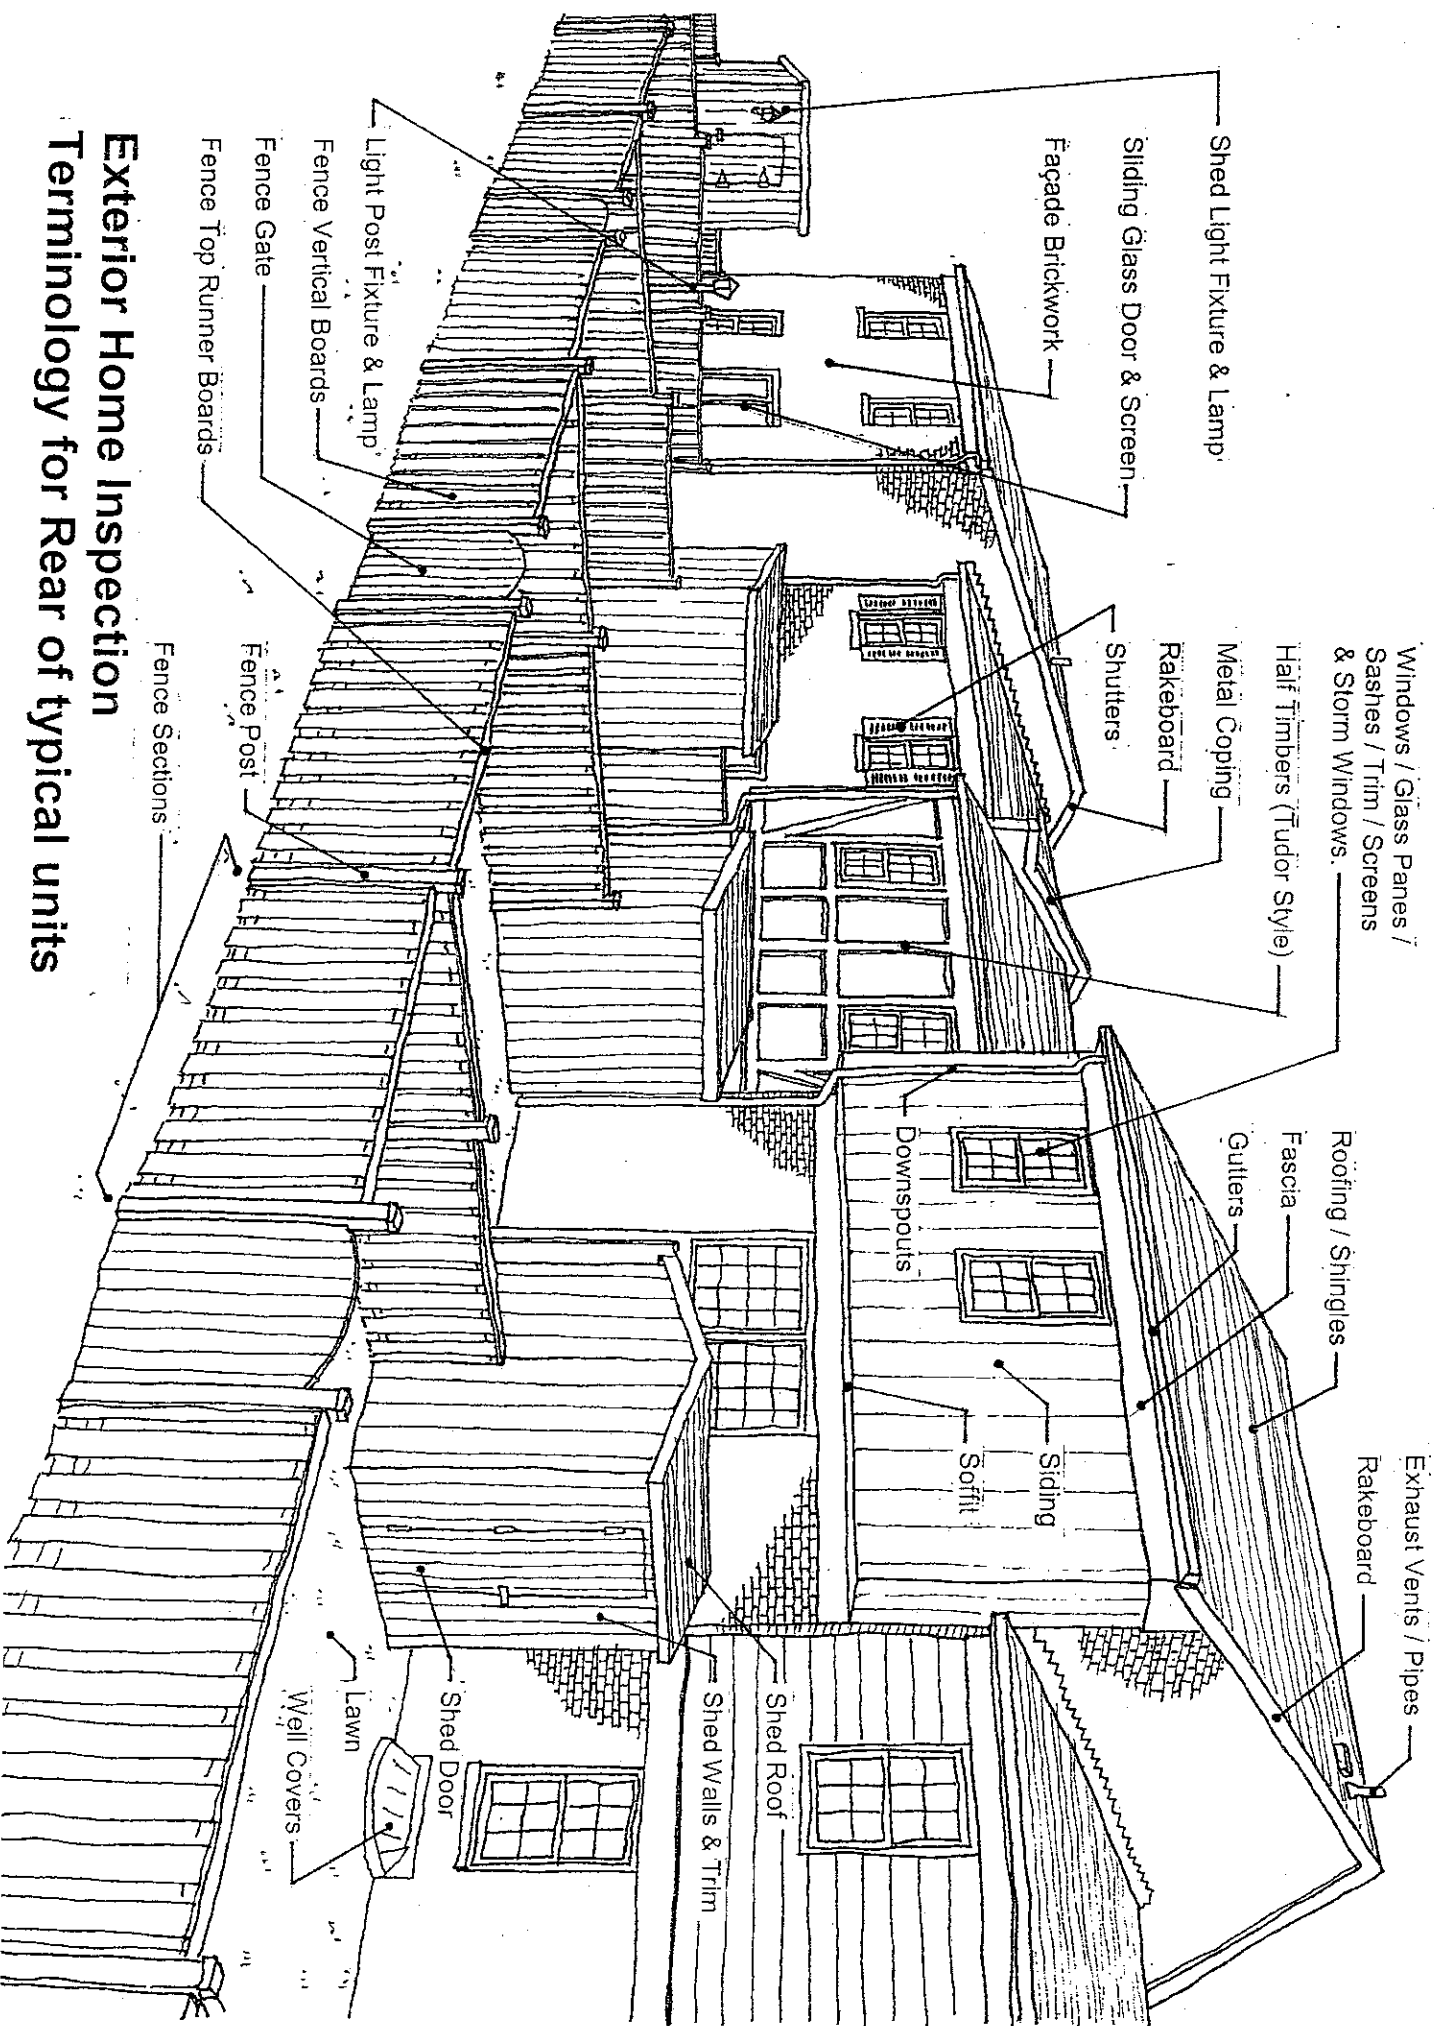 Shed Light Fixture & Lamp
Sliding Glass Door & Screen
Façade Brickwork
Windows / Glass Panes /
Sashes / Trim / Screens
& Storm Windows.
Half Timbers (Tudor Style)
Metal Coping
Rakeboard
Shutters
Exhaust Vents / Pipes
Rakeboard
Roofing / Shingles
Fascia
Gutters
Downspouts
Siding
Soffit
Shed Roof
Shed Walls & Trim
Shed Door
Lawn
Well Covers
Light Post Fixture & Lamp
Fence Vertical Boards
Fence Gate
Fence Top Runner Boards
Fence Post
Fence Sections
Exterior Home Inspection
Terminology for Rear of typical units